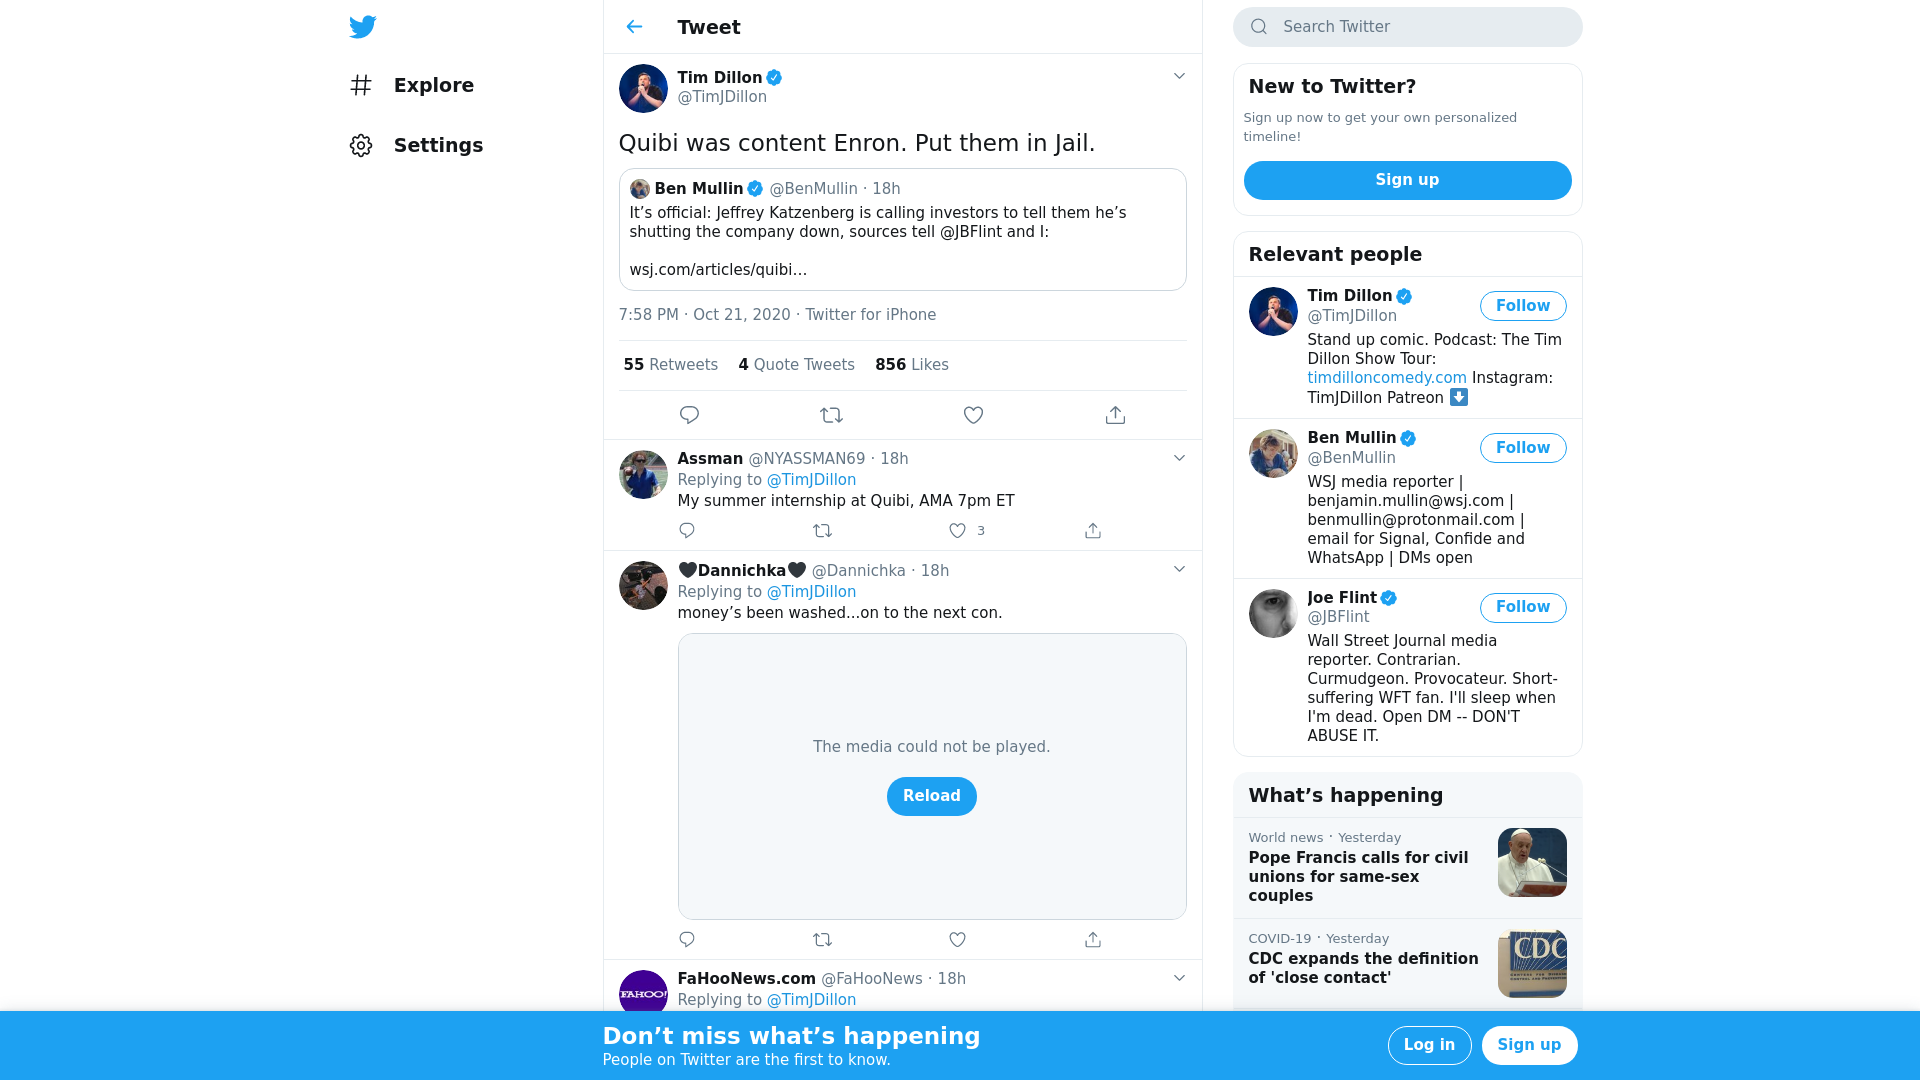 Explore
Settings
Tweet
Tim Dillon
@TimJDillon
Quibi was content Enron. Put them in Jail.
Ben Mullin @BenMullin · 18h
It’s official: Jeffrey Katzenberg is calling investors to tell them he’s
shutting the company down, sources tell @JBFlint and I:
wsj.com/articles/quibi…
7:58 PM · Oct 21, 2020 · Twitter for iPhone
55 Retweets 4 Quote Tweets 856 Likes
Assman @NYASSMAN69 · 18h
Replying to @TimJDillon
My summer internship at Quibi, AMA 7pm ET
3
🖤Dannichka🖤 @Dannichka · 18h
Replying to @TimJDillon
money’s been washed...on to the next con.
The media could not be played.
Reload
FaHooNews.com @FaHooNews · 18h
FAHOO!
Replying to @TimJDillon
Search Twitter
New to Twitter?
Sign up now to get your own personalized
timeline!
Sign up
Relevant people
Tim Dillon
Follow
@TimJDillon
Stand up comic. Podcast: The Tim
Dillon Show Tour:
timdilloncomedy.com Instagram:
TimJDillon Patreon ⬇️
Ben Mullin
Follow
@BenMullin
WSJ media reporter |
benjamin.mullin@wsj.com |
benmullin@protonmail.com |
email for Signal, Confide and
WhatsApp | DMs open
Joe Flint
Follow
@JBFlint
Wall Street Journal media
reporter. Contrarian.
Curmudgeon. Provocateur. Short-
suffering WFT fan. I'll sleep when
I'm dead. Open DM -- DON'T
ABUSE IT.
What’s happening
World news · Yesterday
Pope Francis calls for civil
unions for same-sex
couples
COVID-19 · Yesterday
CDC expands the definition
of 'close contact'
CDC
Don’t miss what’s happening
People on Twitter are the first to know.
Log in
Sign up